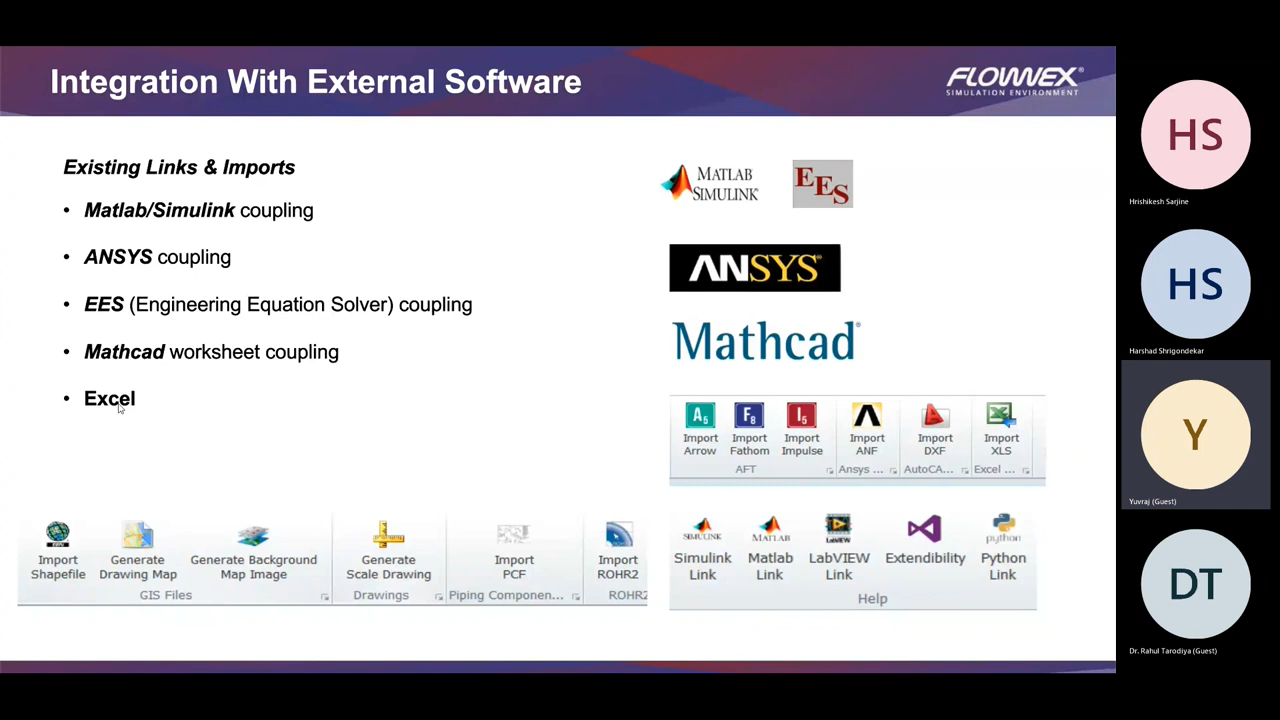 Integration With External Software
FLOWNEX®
SIMULATION ENVIRONMENT
Existing Links & Imports
• Matlab/Simulink coupling
• ANSYS coupling
• EES (Engineering Equation Solver) coupling
• Mathcad worksheet coupling
• Excel
MATLAB
SIMULINK
EES
ANSYS®
Mathcad®
A5 F8 I5
Import Arrow
Import Fathom
Import Impulse
Import ANF
Import DXF
Import XLS
AFT
Ansys ...
AutoCA...
Excel ...
Import Shapefile
Generate Drawing Map
Generate Background Map Image
Generate Scale Drawing
Import PCF
Import ROHR2
GIS Files
Drawings
Piping Componen...
ROHR2
SIMULINK
MATLAB
LabVIEW
python
Simulink Link
Matlab Link
LabVIEW Link
Extendibility
Python Link
Help
HS
Hrishikesh Sarjine
HS
Harshad Shrigondekar
Y
Yuvraj (Guest)
DT
Dr. Rahul Tarodiya (Guest)